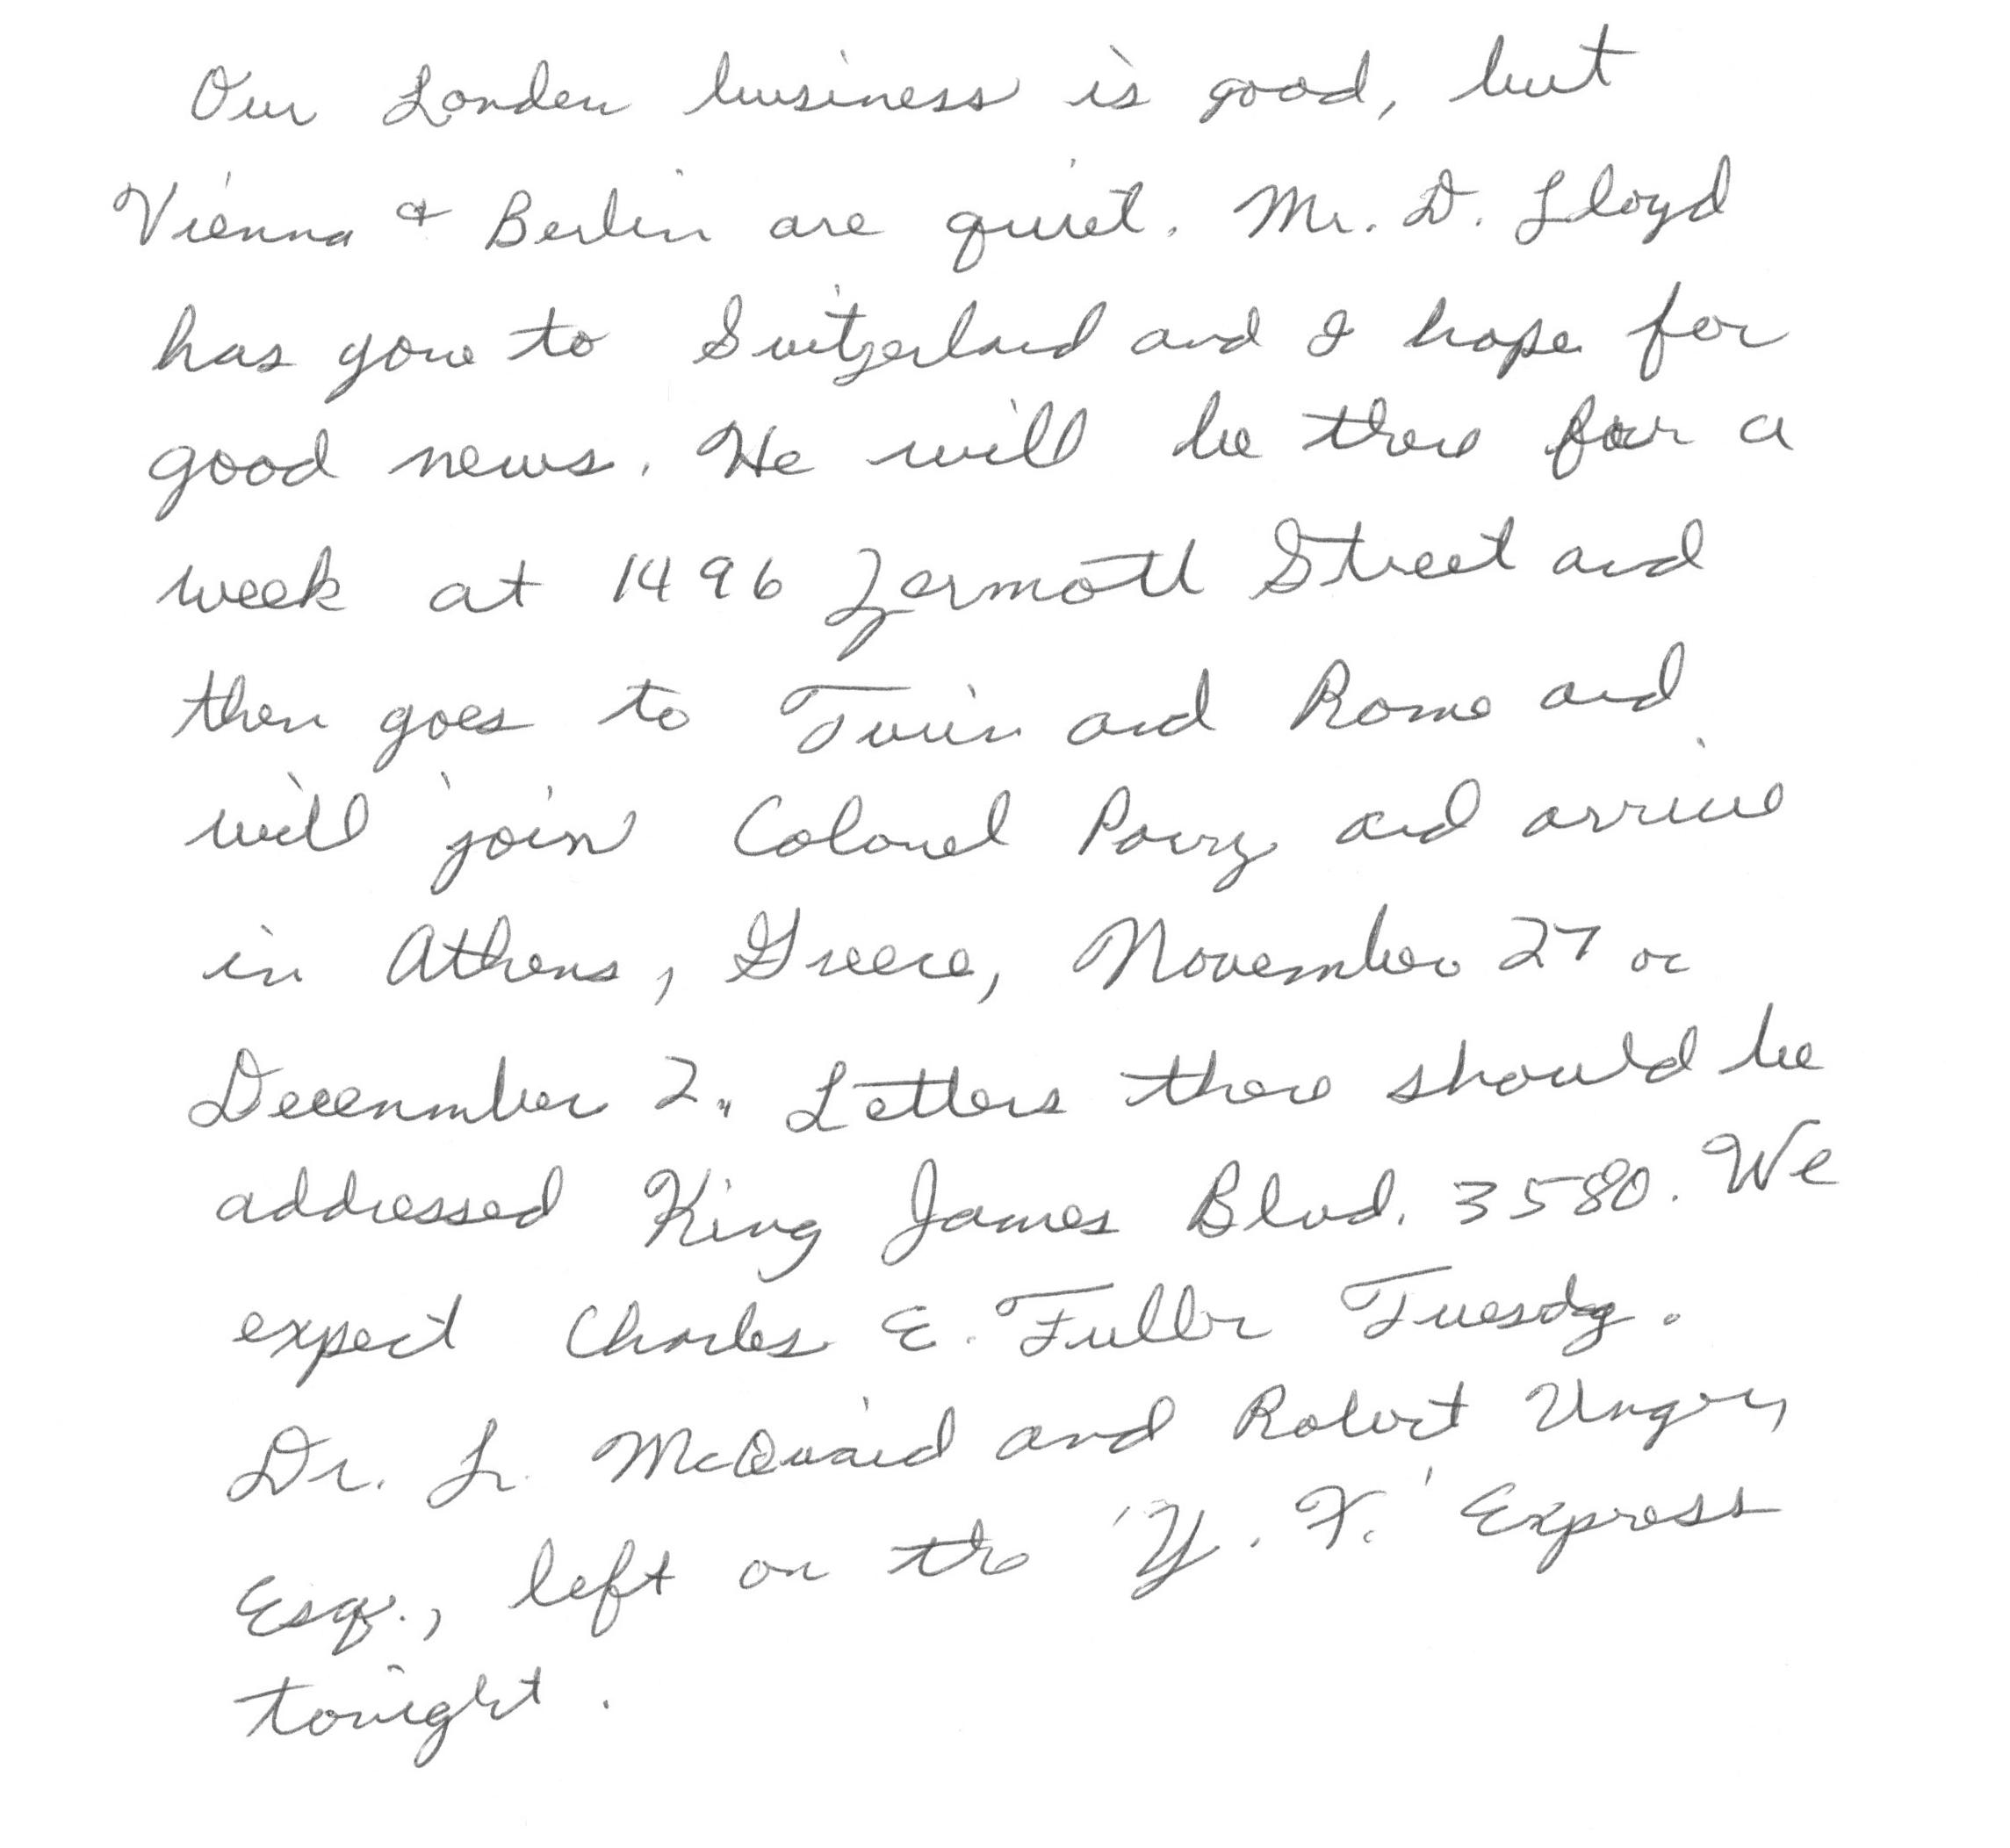 Our London business is good, but
Vienna & Berlin are quiet. Mr. D. Lloyd
has gone to Switzerland and I hope for
good news. He will be there for a
week at 1496 Zermott Street and
then goes to Turin and Rome and
will join Colonel Parry and arrive
in Athens, Greece, November 27 or
December 2. Letters there should be
addressed King James Blvd. 3580. We
expect Charles E. Fuller Tuesday.
Dr. L. McQuaid and Robert Unger,
Esq., left on the 'Y. X.' Express
tonight.